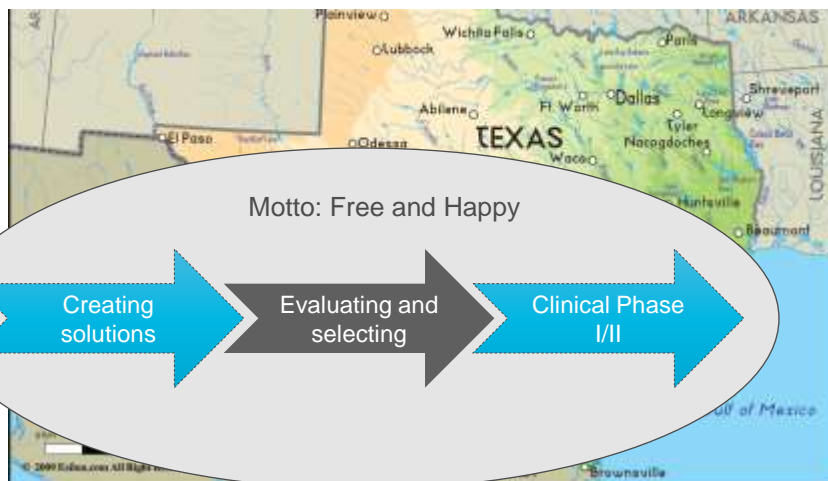 Plainview
ARKANSAS
Wichita Falls
Paris
Lubbock
Shreveport
Abilene
Ft. Worth
Dallas
Longview
El Paso
Tyler
Odessa
TEXAS
Nacogdoches
Waco
LOUISIANA
Huntsville
Motto: Free and Happy
Beaumont
Creating
solutions
Evaluating and
selecting
Clinical Phase
I/II
ulf of Mexico
Brownsville